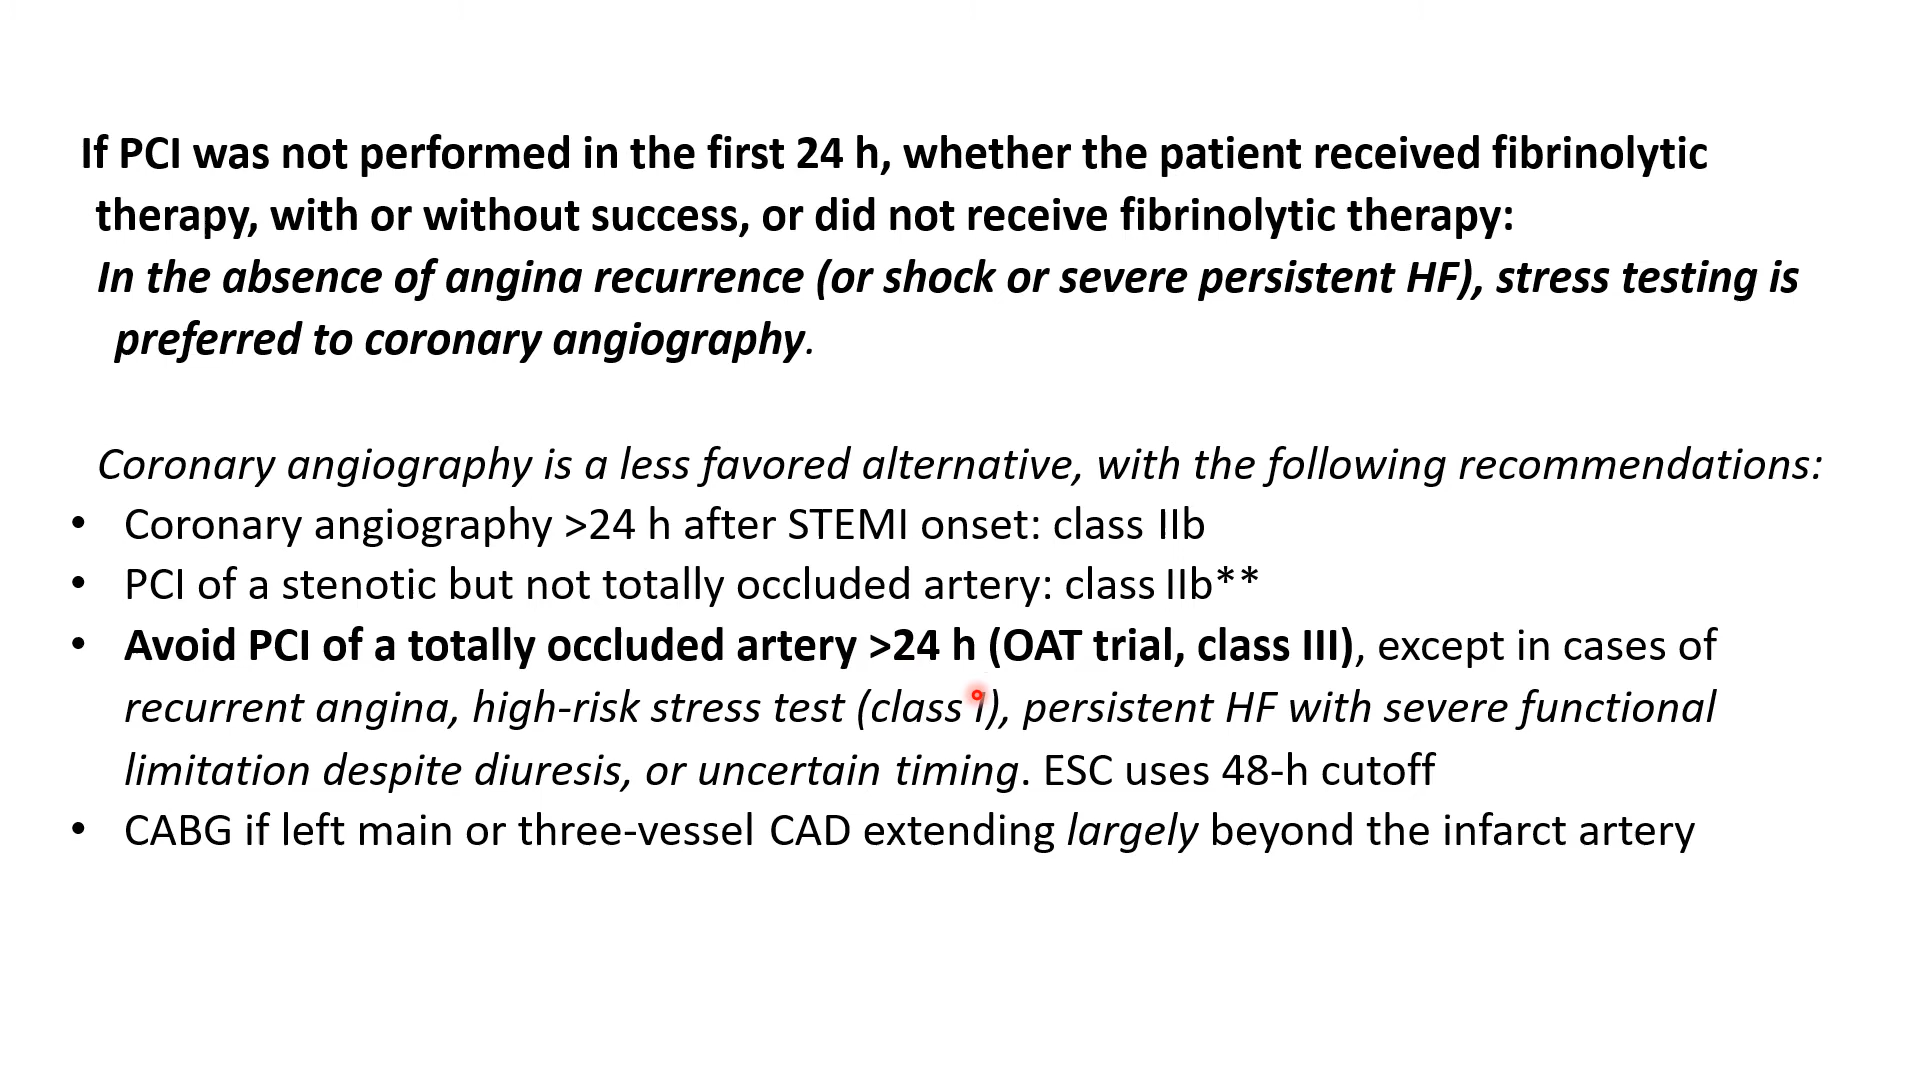 If PCI was not performed in the first 24 h, whether the patient received fibrinolytic
therapy, with or without success, or did not receive fibrinolytic therapy:
In the absence of angina recurrence (or shock or severe persistent HF), stress testing is
preferred to coronary angiography.
Coronary angiography is a less favored alternative, with the following recommendations:
• Coronary angiography >24 h after STEMI onset: class IIb
• PCI of a stenotic but not totally occluded artery: class IIb**
• Avoid PCI of a totally occluded artery >24 h (OAT trial, class III), except in cases of
recurrent angina, high-risk stress test (class I), persistent HF with severe functional
limitation despite diuresis, or uncertain timing. ESC uses 48-h cutoff
• CABG if left main or three-vessel CAD extending largely beyond the infarct artery